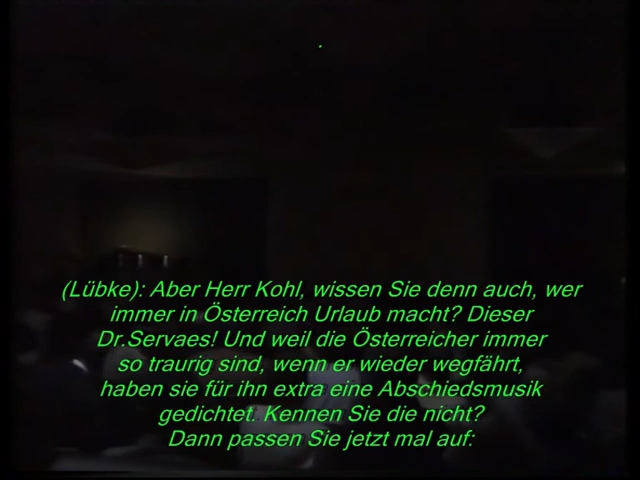 (Lübke): Aber Herr Kohl, wissen Sie denn auch, wer
immer in Österreich Urlaub macht? Dieser
Dr.Servaes! Und weil die Österreicher immer
so traurig sind, wenn er wieder wegfährt,
haben sie für ihn extra eine Abschiedsmusik
gedichtet. Kennen Sie die nicht?
Dann passen Sie jetzt mal auf: